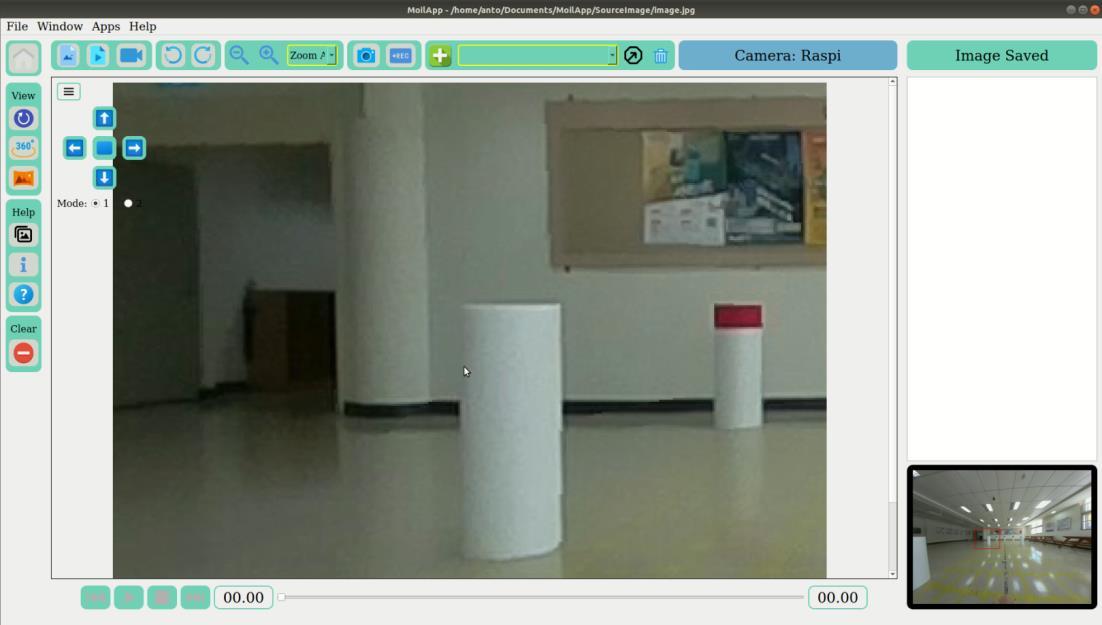 MoilApp - /home/anto/Documents/MoilApp/SourceImage/image.jpg
File Window Apps Help
Zoom A
+REC
Camera: Raspi
Image Saved
View
360°
Help
i
?
Clear
Mode: 1 2
00.00
00.00